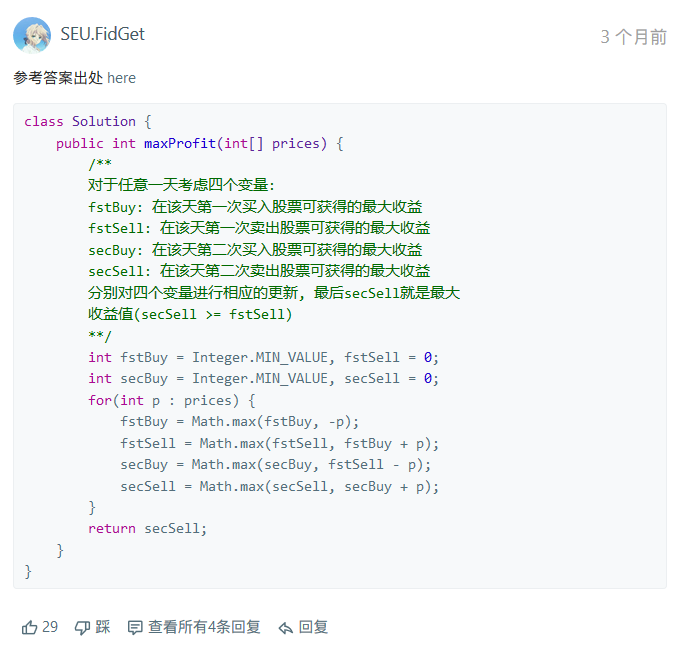 SEU.FidGet
3 个月前
参考答案出处 here
class Solution {
    public int maxProfit(int[] prices) {
        /**
        对于任意一天考虑四个变量:
        fstBuy: 在该天第一次买入股票可获得的最大收益
        fstSell: 在该天第一次卖出股票可获得的最大收益
        secBuy: 在该天第二次买入股票可获得的最大收益
        secSell: 在该天第二次卖出股票可获得的最大收益
        分别对四个变量进行相应的更新, 最后secSell就是最大
        收益值(secSell >= fstSell)
        **/
        int fstBuy = Integer.MIN_VALUE, fstSell = 0;
        int secBuy = Integer.MIN_VALUE, secSell = 0;
        for(int p : prices) {
            fstBuy = Math.max(fstBuy, -p);
            fstSell = Math.max(fstSell, fstBuy + p);
            secBuy = Math.max(secBuy, fstSell - p);
            secSell = Math.max(secSell, secBuy + p);
        }
        return secSell;
    }
}
29 踩 查看所有4条回复 回复